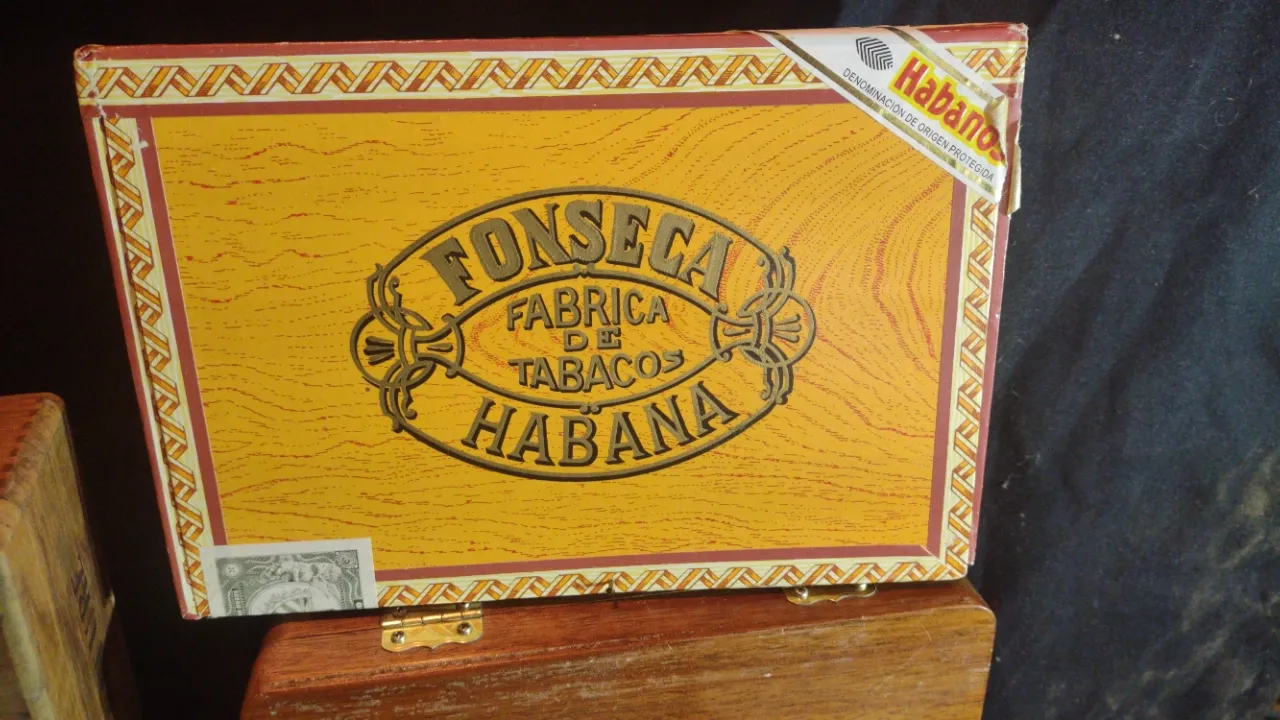 Habanos
DENOMINACION DE ORIGEN PROTEGIDA
FONSECA
FABRICA
DE
TABACOS
HABANA